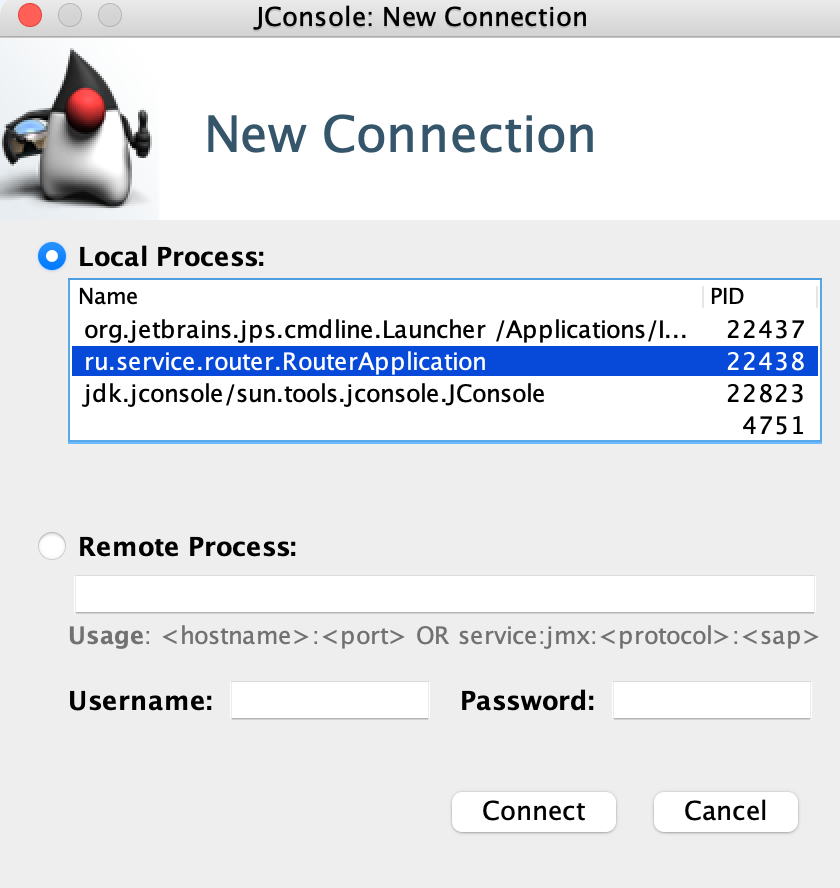 JConsole: New Connection
New Connection
Local Process:
Name PID
org.jetbrains.jps.cmdline.Launcher /Applications/I... 22437
ru.service.router.RouterApplication 22438
jdk.jconsole/sun.tools.jconsole.JConsole 22823
4751
Remote Process:
Usage: <hostname>:<port> OR service:jmx:<protocol>:<sap>
Username: Password:
Connect Cancel